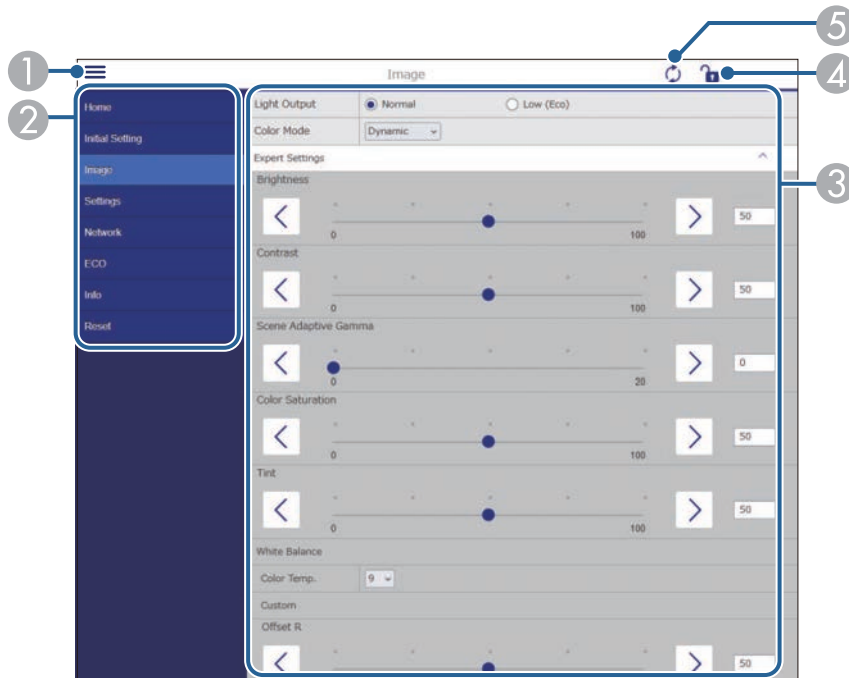 5
1
Image
4
2
Home
Initial Setting
Image
Settings
Network
ECO
Info
Reset
Light Output Normal Low (Eco)
Color Mode Dynamic
Expert Settings
3
Brightness
50
0 100
Contrast
50
0 100
Scene Adaptive Gamma
0
0 20
Color Saturation
50
0 100
Tint
50
0 100
White Balance
Color Temp. 9
Custom
Offset R
50